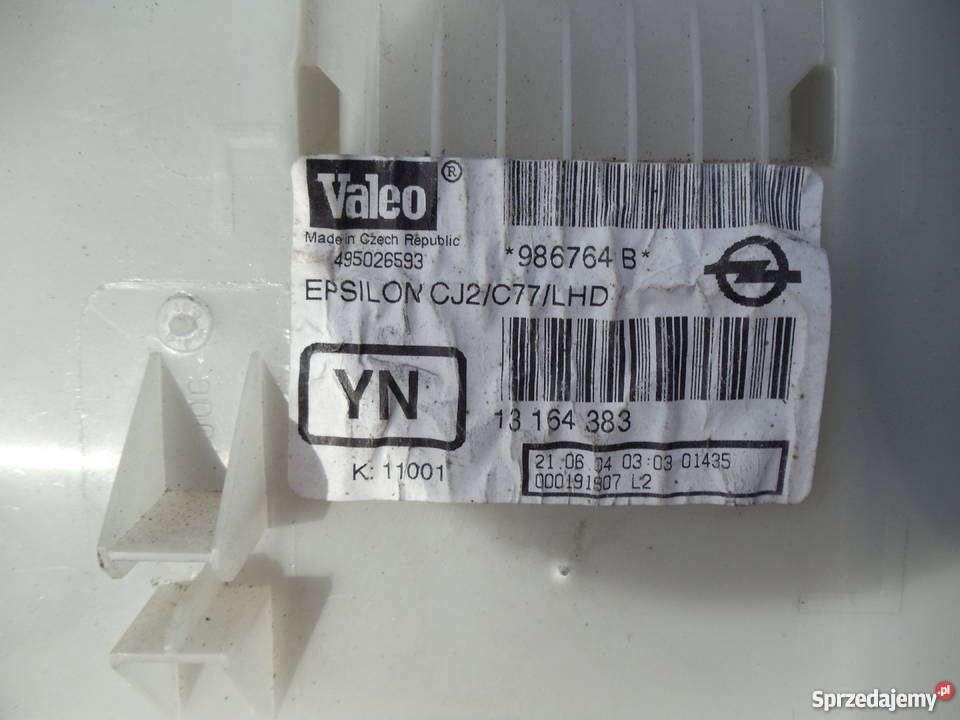 Valeo®
Made in Czech Republic
495026593
*986764 B*
EPSILON CJ2/C77/LHD
YN
13 164 383
K: 11001
21 06 04 03:03 01435
000191807 L2
Sprzedajemy.pl